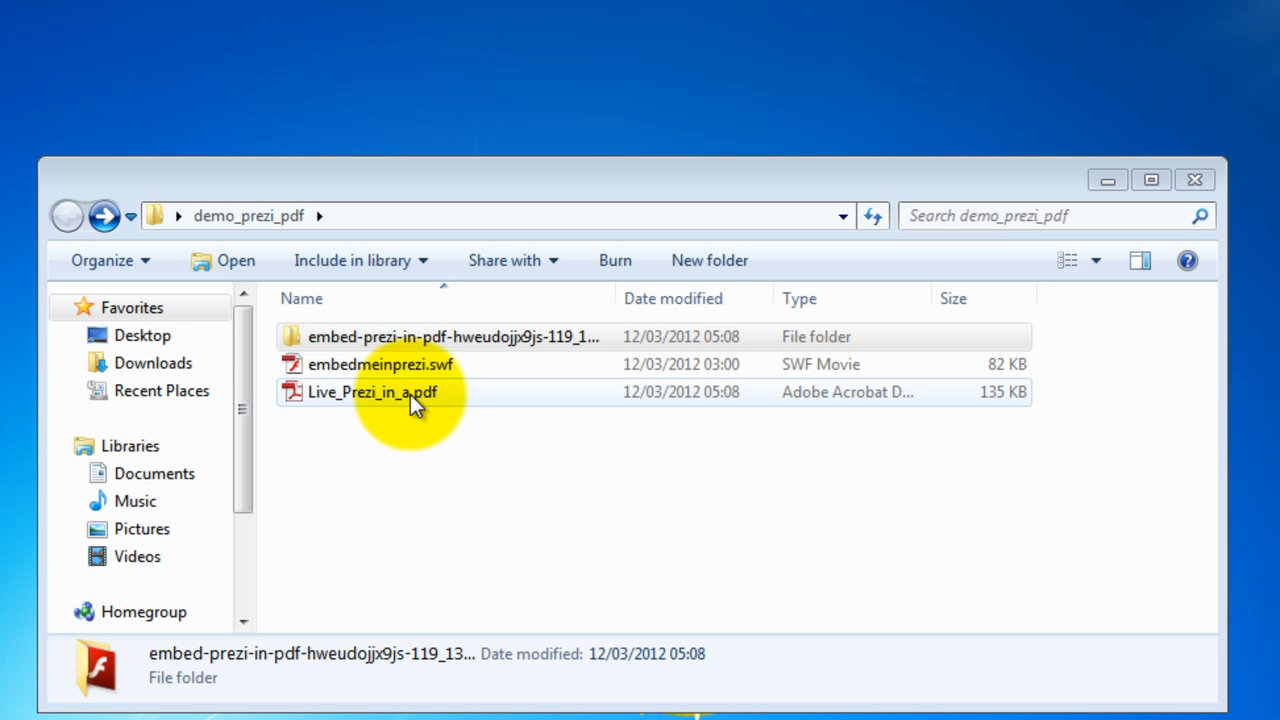 demo_prezi_pdf
Search demo_prezi_pdf
Organize Open Include in library Share with Burn New folder
Name Date modified Type Size
Favorites
Desktop
Downloads
Recent Places
Libraries
Documents
Music
Pictures
Videos
Homegroup
embed-prezi-in-pdf-hweudojjx9js-119_1... 12/03/2012 05:08 File folder
embedmeinprezi.swf 12/03/2012 03:00 SWF Movie 82 KB
Live_Prezi_in_a.pdf 12/03/2012 05:08 Adobe Acrobat D... 135 KB
embed-prezi-in-pdf-hweudojjx9js-119_13... Date modified: 12/03/2012 05:08
File folder